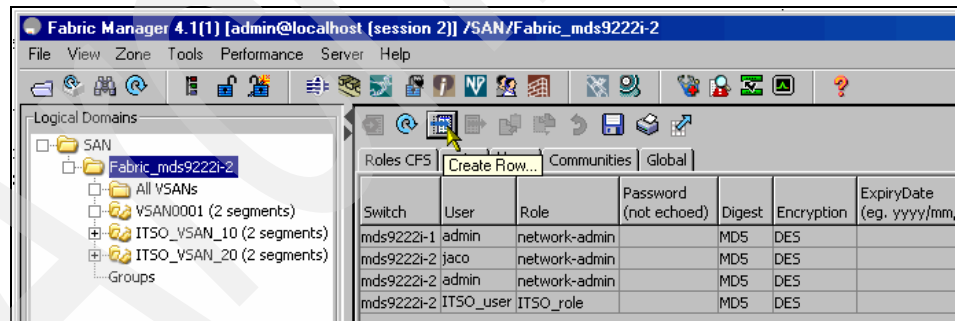 Fabric Manager 4.1(1) [admin@localhost (session 2)] /SAN/Fabric_mds9222i-2
File View Zone Tools Performance Server Help
Logical Domains
SAN
Fabric_mds9222i-2
All VSANs
VSAN0001 (2 segments)
ITSO_VSAN_10 (2 segments)
ITSO_VSAN_20 (2 segments)
Groups
Roles CFS Communities Global
Create Row...
Switch User Role Password (not echoed) Digest Encryption ExpiryDate (eg. yyyy/mm,
mds9222i-1 admin network-admin MD5 DES
mds9222i-2 jaco network-admin MD5 DES
mds9222i-2 admin network-admin MD5 DES
mds9222i-2 ITSO_user ITSO_role MD5 DES